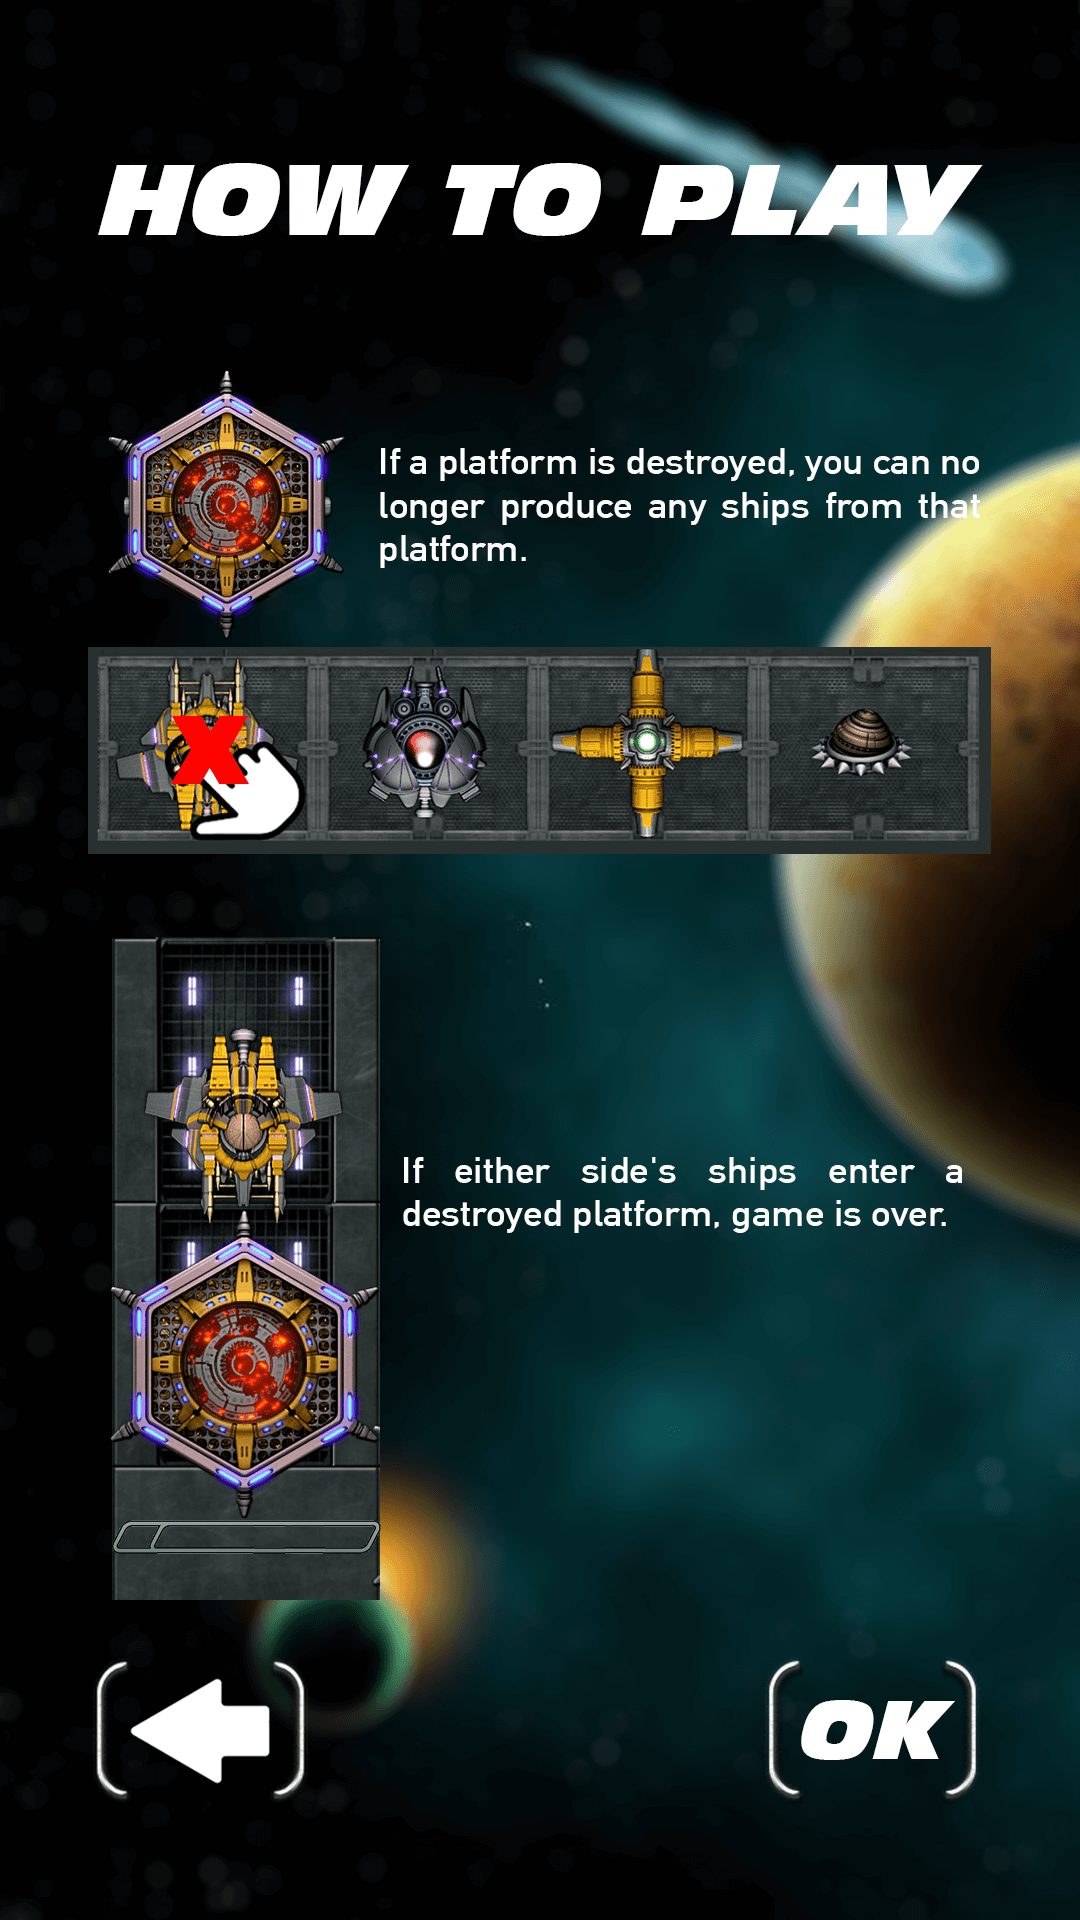 HOW TO PLAY
If a platform is destroyed, you can no
longer produce any ships from that
platform.
X
If either side's ships enter a
destroyed platform, game is over.
OK